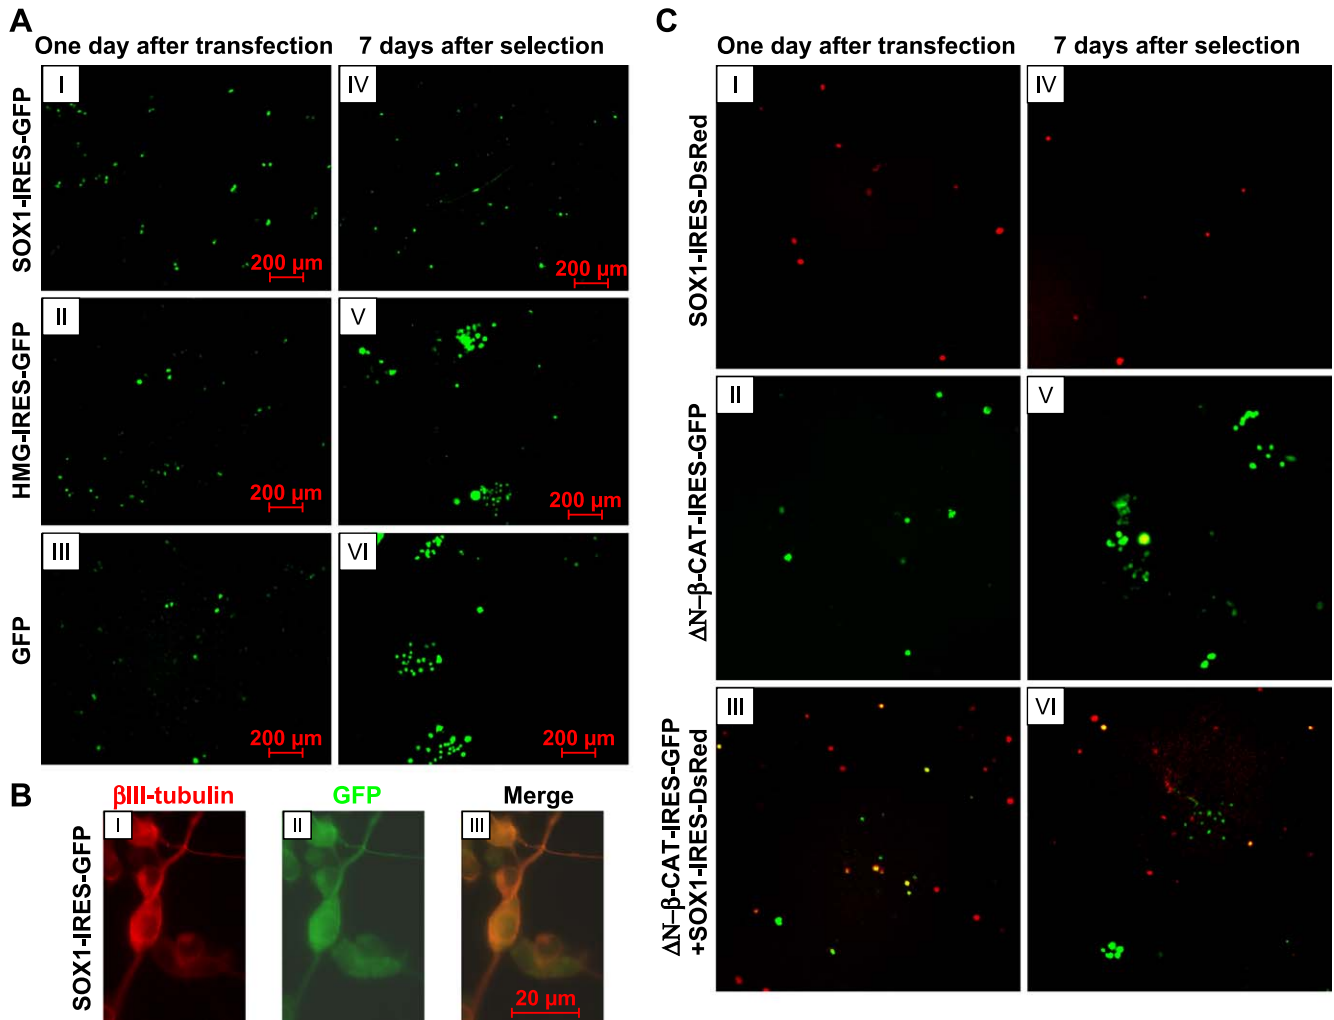 A
One day after transfection
7 days after selection
SOX1-IRES-GFP
I
200 µm
IV
200 µm
HMG-IRES-GFP
II
200 µm
V
200 µm
GFP
III
200 µm
VI
200 µm
B
βIII-tubulin
GFP
Merge
SOX1-IRES-GFP
I
II
III
20 µm
C
One day after transfection
7 days after selection
SOX1-IRES-DsRed
I
IV
ΔN–β-CAT-IRES-GFP
II
V
ΔN–β-CAT-IRES-GFP
+SOX1-IRES-DsRed
III
VI